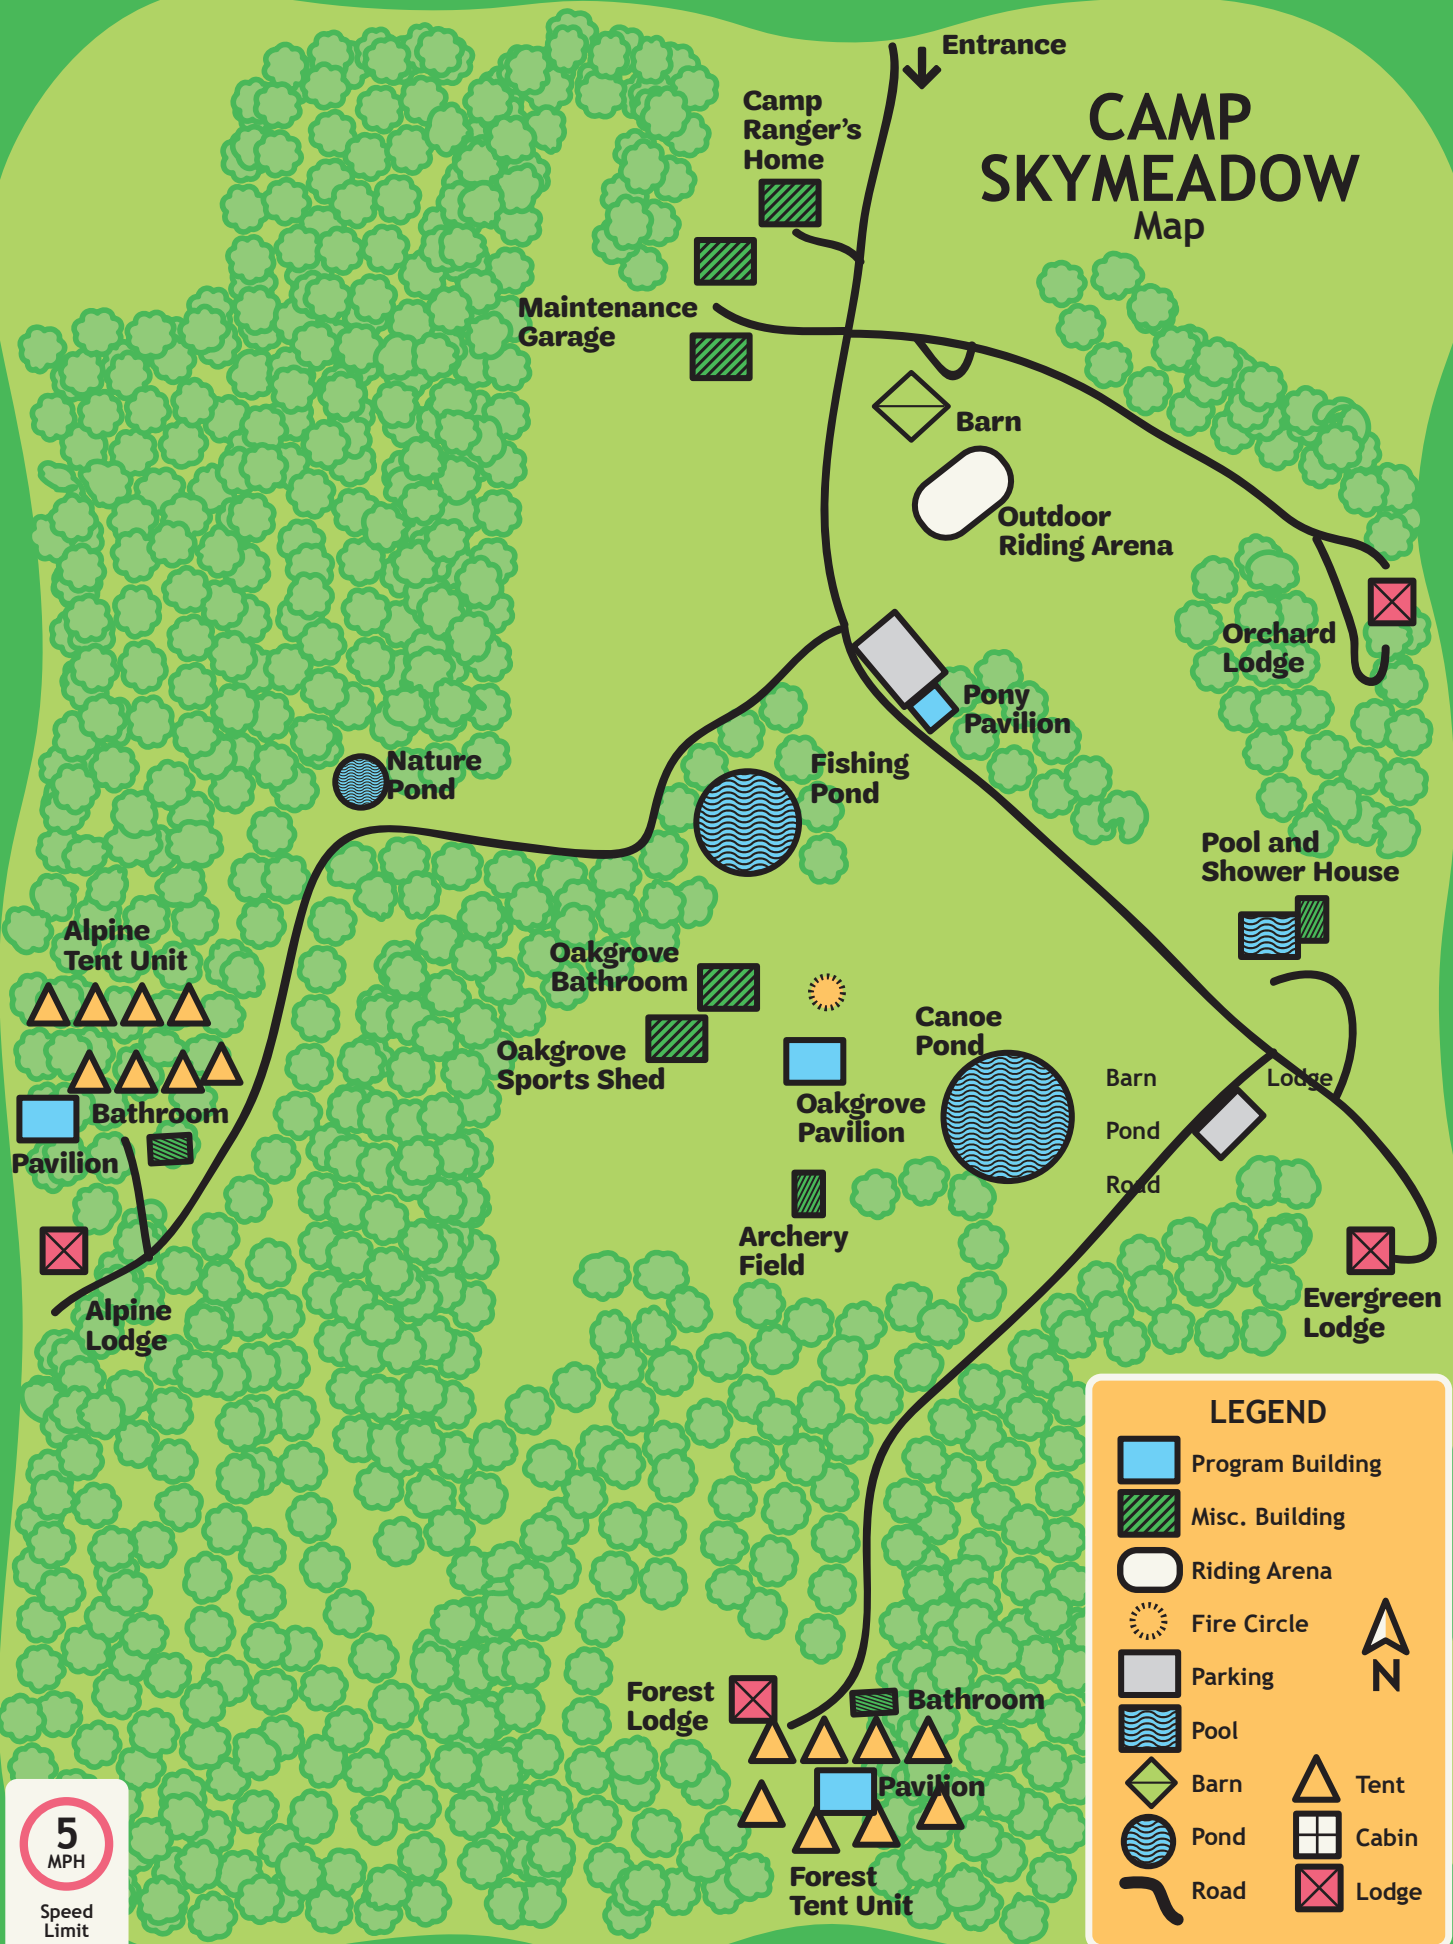 Entrance
CAMP
SKYMEADOW
Map
Camp
Ranger's
Home
Maintenance
Garage
Barn
Outdoor
Riding Arena
Orchard
Lodge
Pony
Pavilion
Nature
Pond
Fishing
Pond
Pool and
Shower House
Alpine
Tent Unit
Oakgrove
Bathroom
Oakgrove
Sports Shed
Canoe
Pond
Barn
Lodge
Pond
Road
Oakgrove
Pavilion
Bathroom
Pavilion
Archery
Field
Alpine
Lodge
Evergreen
Lodge
Forest
Lodge
Bathroom
Pavilion
Forest
Tent Unit
LEGEND
Program Building
Misc. Building
Riding Arena
Fire Circle
Parking
N
Pool
Barn
Tent
Pond
Cabin
Road
Lodge
5
MPH
Speed
Limit